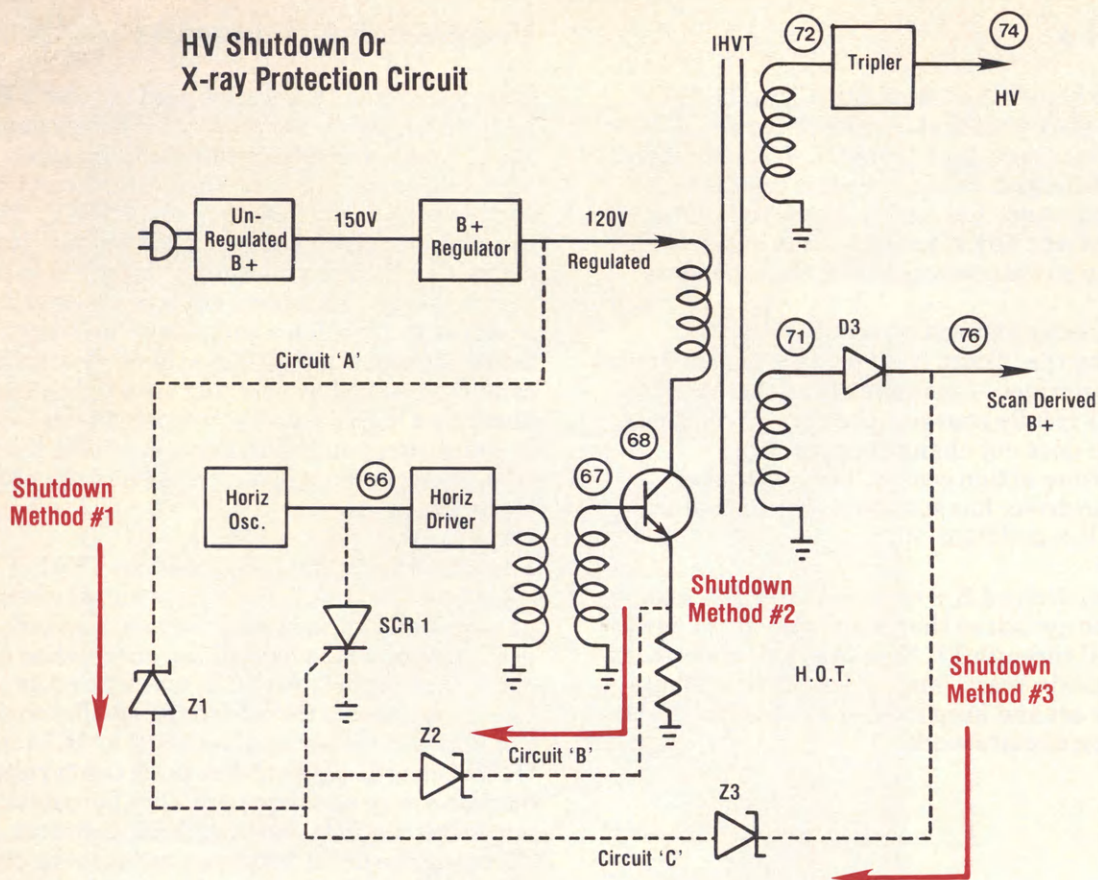 HV Shutdown Or
X-ray Protection Circuit
IHVT
72
Tripler
74
HV
Un-
Regulated
B+
150V
B+
Regulator
120V
Regulated
Circuit 'A'
71
D3
76
Scan Derived
B+
Shutdown
Method #1
Horiz
Osc.
66
Horiz
Driver
67
68
SCR 1
Shutdown
Method #2
H.O.T.
Shutdown
Method #3
Z1
Z2
Circuit 'B'
Z3
Circuit 'C'